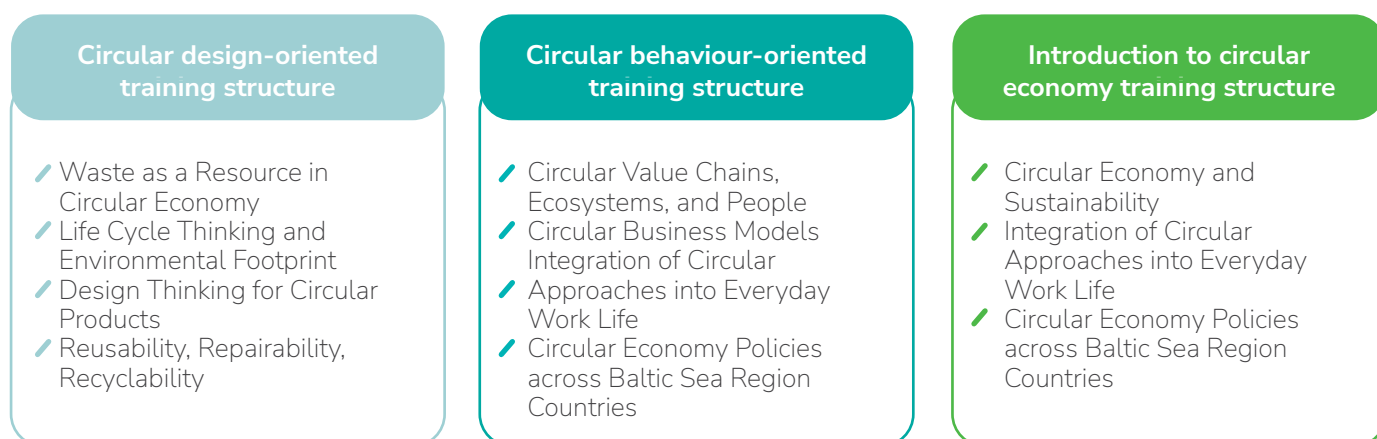 Circular design-oriented
training structure
Waste as a Resource in
Circular Economy
Life Cycle Thinking and
Environmental Footprint
Design Thinking for Circular
Products
Reusability, Repairability,
Recyclability
Circular behaviour-oriented
training structure
Circular Value Chains,
Ecosystems, and People
Circular Business Models
Integration of Circular
Approaches into Everyday
Work Life
Circular Economy Policies
across Baltic Sea Region
Countries
Introduction to circular
economy training structure
Circular Economy and
Sustainability
Integration of Circular
Approaches into Everyday
Work Life
Circular Economy Policies
across Baltic Sea Region
Countries